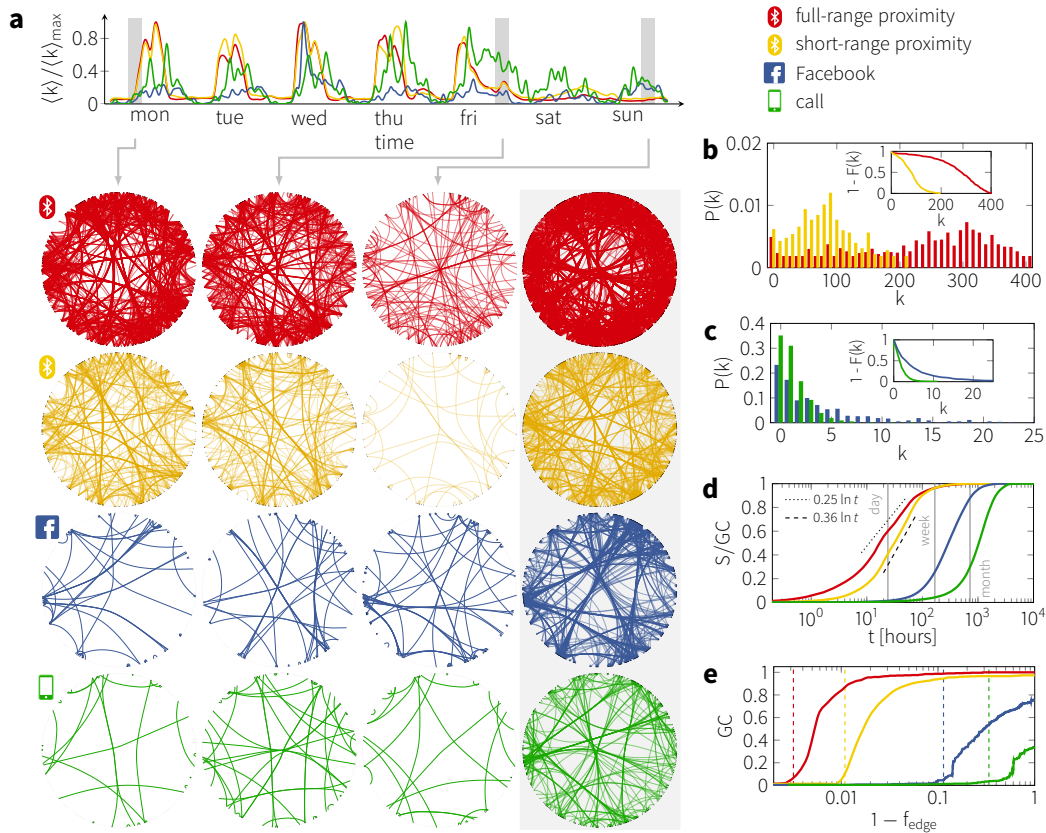 a
⟨k⟩/⟨k⟩max
0.8
0.4
0
mon tue wed thu fri sat sun
time
full-range proximity
short-range proximity
Facebook
call
b
P(k)
0.02
0.01
0
0 100 200 300 400
k
1 - F(k)
1
0.5
0
0 200 400
k
c
P(k)
0.4
0.3
0.2
0.1
0
0 5 10 15 20 25
k
1 - F(k)
1
0.5
0
0 10 20
k
d
S/GC
1
0.8
0.6
0.4
0.2
0
0.25 ln t
0.36 ln t
day
week
month
10⁰ 10¹ 10² 10³ 10⁴
t [hours]
e
GC
1
0.8
0.6
0.4
0.2
0
0.01 0.1 1
1 − fedge